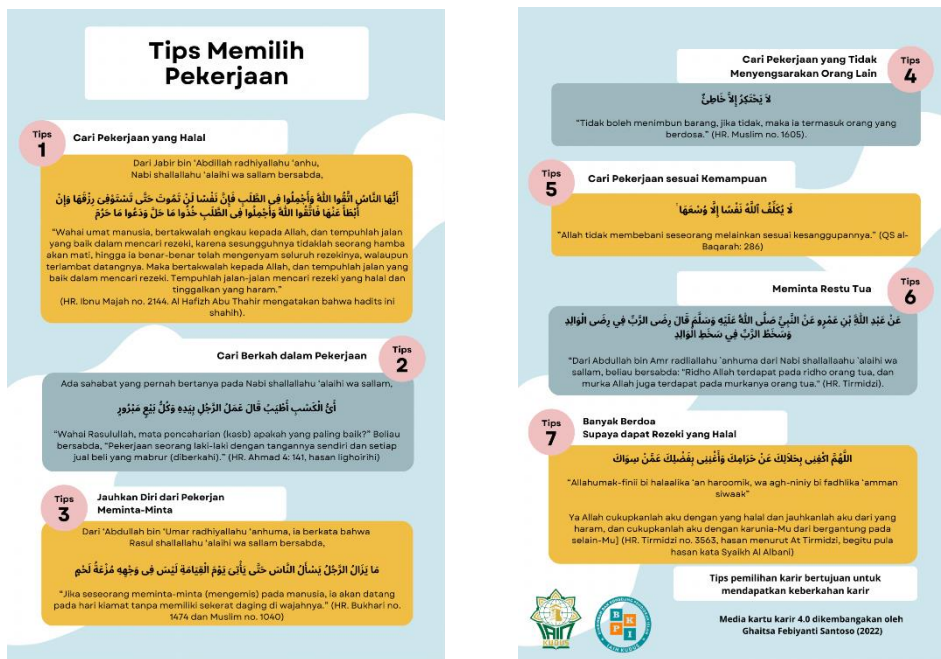 Tips Memilih
Pekerjaan
Tips
1
Cari Pekerjaan yang Halal
Dari Jabir bin 'Abdillah radhiyallahu 'anhu,
Nabi shallallahu 'alaihi wa sallam bersabda,
أَيُّهَا النَّاسُ اتَّقُوا اللَّهَ وَأَجْمِلُوا فِى الطَّلَبِ فَإِنَّ نَفْسًا لَنْ تَمُوتَ حَتَّى تَسْتَوْفِىَ رِزْقَهَا وَإِنْ
أَبْطَأَ عَنْهَا فَاتَّقُوا اللَّهَ وَأَجْمِلُوا فِى الطَّلَبِ خُذُوا مَا حَلَّ وَدَعُوا مَا حَرُمَ
"Wahai umat manusia, bertakwalah engkau kepada Allah, dan tempuhlah jalan
yang baik dalam mencari rezeki, karena sesungguhnya tidaklah seorang hamba
akan mati, hingga ia benar-benar telah mengenyam seluruh rezekinya, walaupun
terlambat datangnya. Maka bertakwalah kepada Allah, dan tempuhlah jalan yang
baik dalam mencari rezeki. Tempuhlah jalan-jalan mencari rezeki yang halal dan
tinggalkan yang haram."
(HR. Ibnu Majah no. 2144. Al Hafizh Abu Thahir mengatakan bahwa hadits ini
shahih).
Cari Berkah dalam Pekerjaan
Tips
2
Ada sahabat yang pernah bertanya pada Nabi shallallahu 'alaihi wa sallam,
أَىُّ الْكَسْبِ أَطْيَبُ قَالَ عَمَلُ الرَّجُلِ بِيَدِهِ وَكُلُّ بَيْعٍ مَبْرُورٍ
"Wahai Rasulullah, mata pencaharian (kasb) apakah yang paling baik?" Beliau
bersabda, "Pekerjaan seorang laki-laki dengan tangannya sendiri dan setiap
jual beli yang mabrur (diberkahi)." (HR. Ahmad 4: 141, hasan lighoirihi)
Tips
3
Jauhkan Diri dari Pekerjan
Meminta-Minta
Dari 'Abdullah bin 'Umar radhiyallahu 'anhuma, ia berkata bahwa
Rasul shallallahu 'alaihi wa sallam bersabda,
مَا يَزَالُ الرَّجُلُ يَسْأَلُ النَّاسَ حَتَّى يَأْتِىَ يَوْمَ الْقِيَامَةِ لَيْسَ فِى وَجْهِهِ مُزْعَةُ لَحْمٍ
"Jika seseorang meminta-minta (mengemis) pada manusia, ia akan datang
pada hari kiamat tanpa memiliki sekerat daging di wajahnya." (HR. Bukhari no.
1474 dan Muslim no. 1040)
Cari Pekerjaan yang Tidak
Menyengsarakan Orang Lain
Tips
4
لاَ يَحْتَكِرُ إِلاَّ خَاطِئٌ
"Tidak boleh menimbun barang, jika tidak, maka ia termasuk orang yang
berdosa." (HR. Muslim no. 1605).
Tips
5
Cari Pekerjaan sesuai Kemampuan
لَا يُكَلِّفُ ٱللَّهُ نَفْسًا إِلَّا وُسْعَهَا ۚ
"Allah tidak membebani seseorang melainkan sesuai kesanggupannya." (QS al-
Baqarah: 286)
Meminta Restu Tua
Tips
6
عَنْ عَبْدِ اللَّهِ بْنِ عَمْرٍو عَنْ النَّبِيِّ صَلَّى اللَّهُ عَلَيْهِ وَسَلَّمَ قَالَ رِضَى الرَّبِّ فِي رِضَى الْوَالِدِ
وَسَخَطُ الرَّبِّ فِي سَخَطِ الْوَالِدِ
"Dari Abdullah bin Amr radliallahu `anhuma dari Nabi shallallaahu 'alaihi wa
sallam, beliau bersabda: "Ridho Allah terdapat pada ridho orang tua, dan
murka Allah juga terdapat pada murkanya orang tua." (HR. Tirmidzi).
Tips
7
Banyak Berdoa
Supaya dapat Rezeki yang Halal
اللَّهُمَّ اكْفِنِى بِحَلاَلِكَ عَنْ حَرَامِكَ وَأَغْنِنِى بِفَضْلِكَ عَمَّنْ سِوَاكَ
"Allahumak-finii bi halaalika 'an haroomik, wa agh-niniy bi fadhlika 'amman
siwaak"
Ya Allah cukupkanlah aku dengan yang halal dan jauhkanlah aku dari yang
haram, dan cukupkanlah aku dengan karunia-Mu dari bergantung pada
selain-Mu] (HR. Tirmidzi no. 3563, hasan menurut At Tirmidzi, begitu pula
hasan kata Syaikh Al Albani)
Tips pemilihan karir bertujuan untuk
mendapatkan keberkahan karir
IAIN
KUDUS
B K
P I
IAIN KUDUS
Media kartu karir 4.0 dikembangakan oleh
Ghaitsa Febiyanti Santoso (2022)